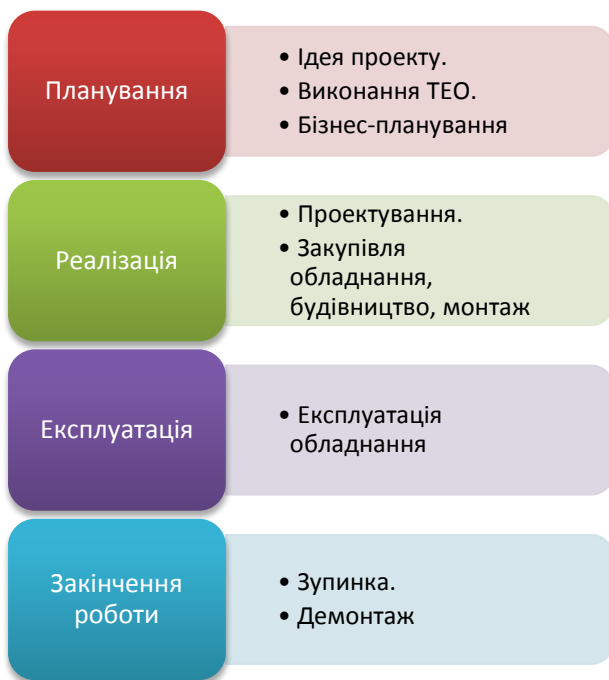 Планування
• Ідея проекту.
• Виконання ТЕО.
• Бізнес-планування
Реалізація
• Проектування.
• Закупівля
обладнання,
будівництво, монтаж
Експлуатація
• Експлуатація
обладнання
Закінчення
роботи
• Зупинка.
• Демонтаж